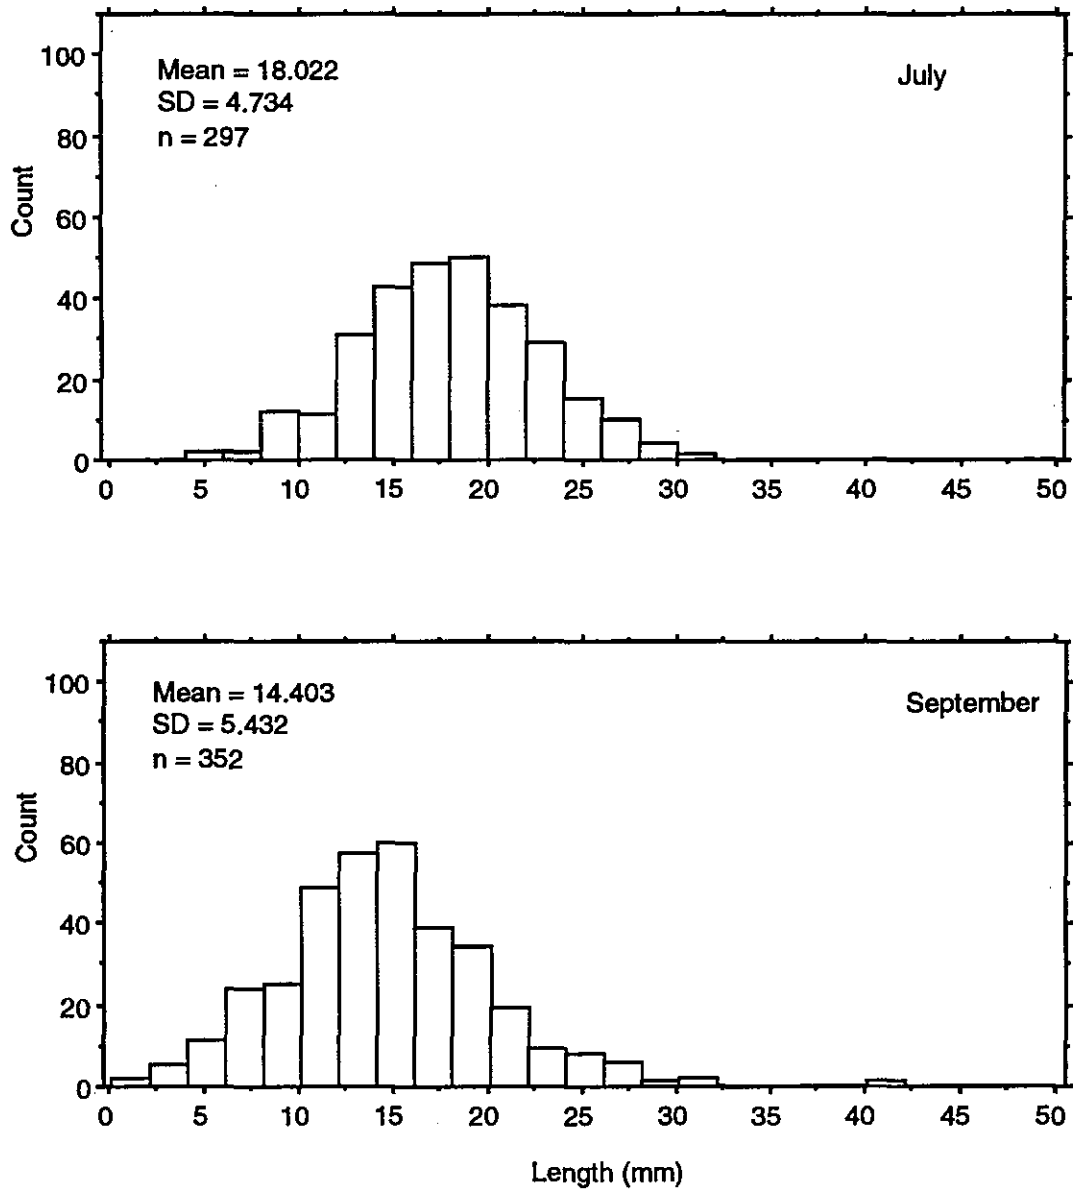 100
80
60
40
20
0
Count
Mean = 18.022
SD = 4.734
n = 297
July
0 5 10 15 20 25 30 35 40 45 50
100
80
60
40
20
0
Count
Mean = 14.403
SD = 5.432
n = 352
September
0 5 10 15 20 25 30 35 40 45 50
Length (mm)